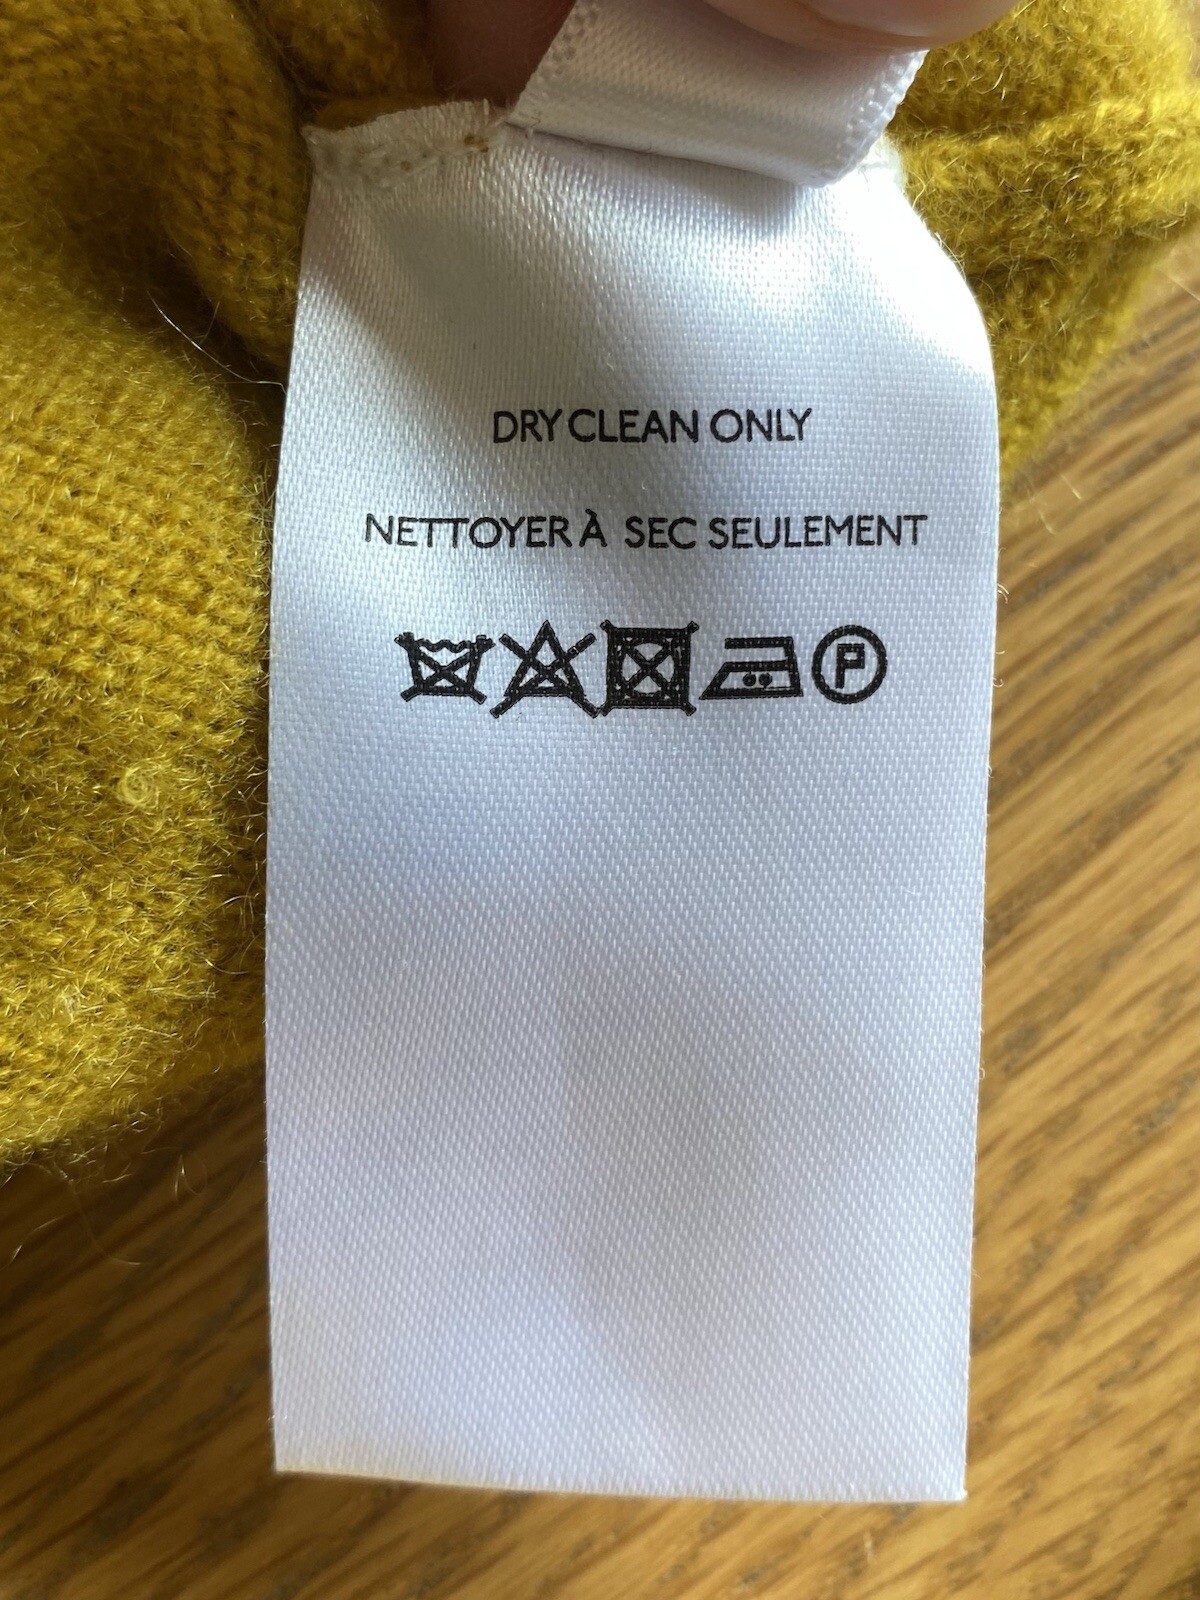 DRY CLEAN ONLY
NETTOYER À SEC SEULEMENT
P